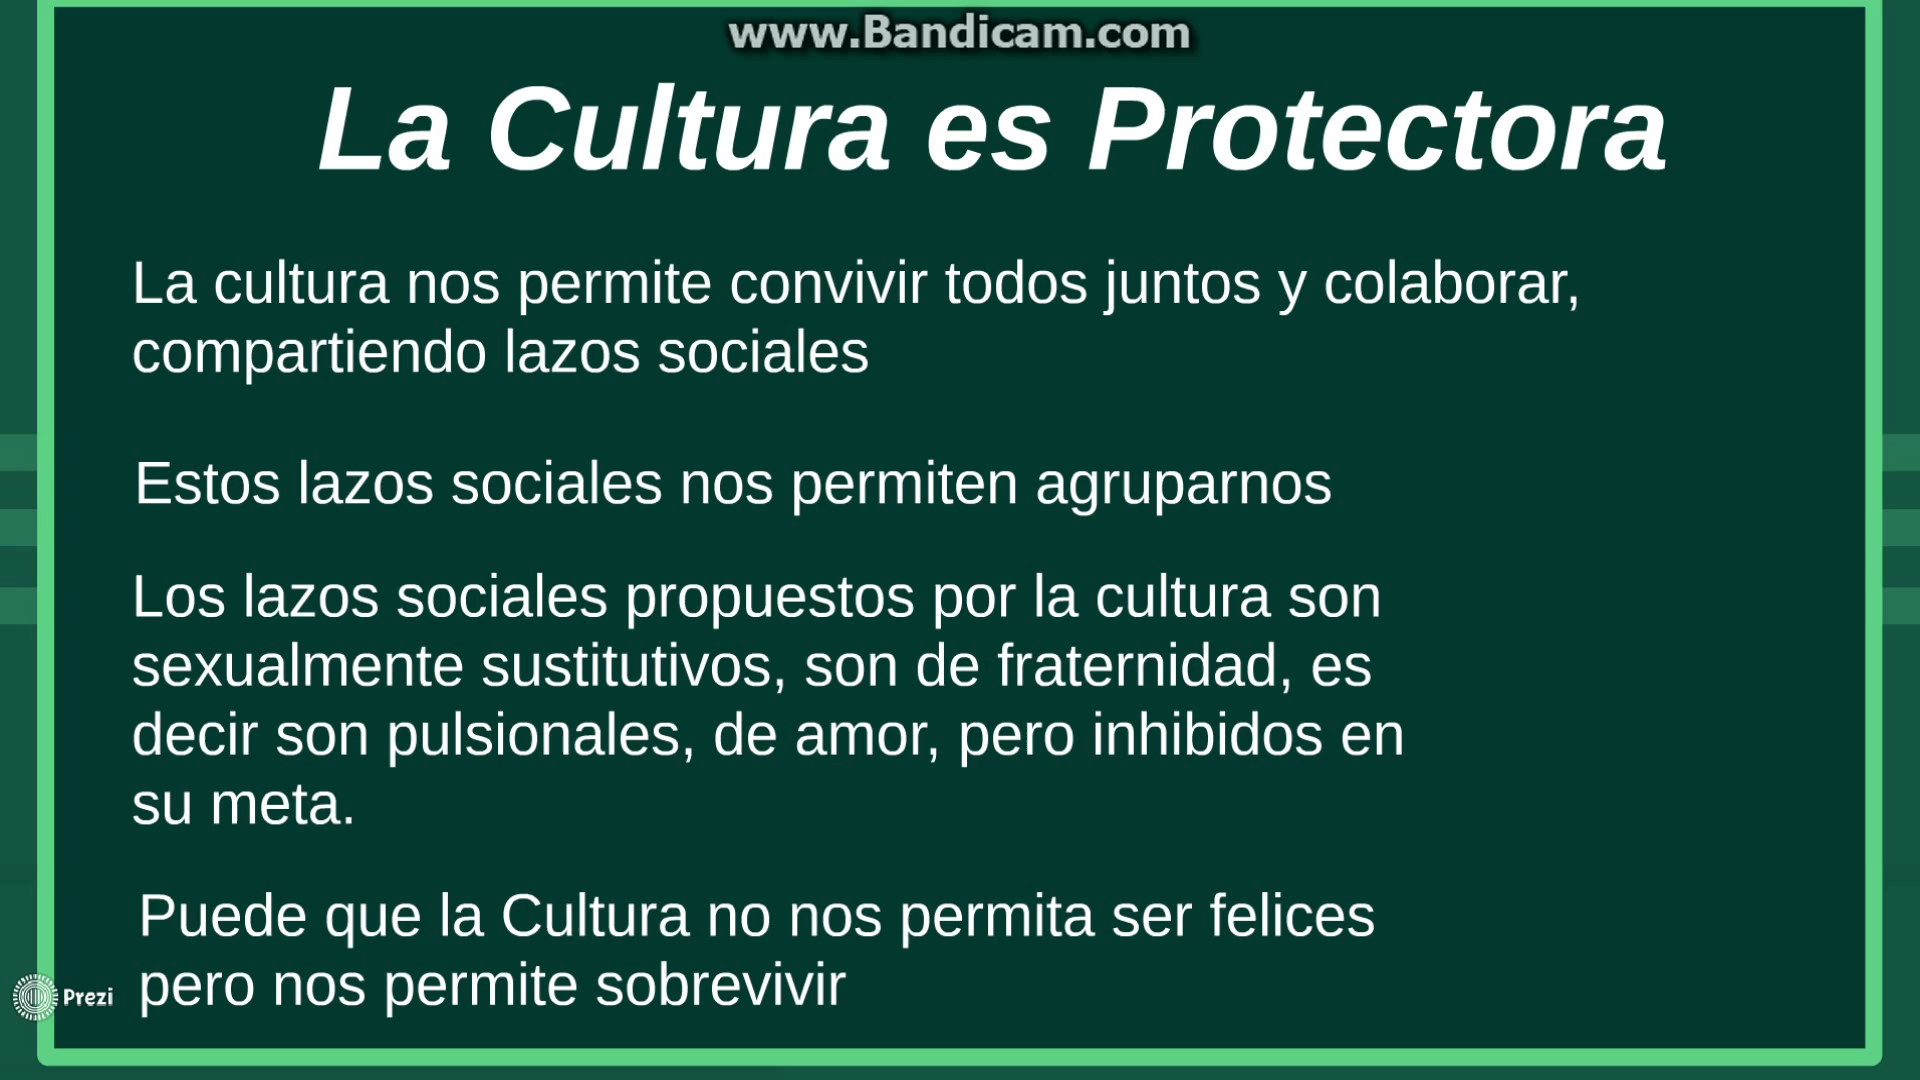 www.Bandicam.com
La Cultura es Protectora
La cultura nos permite convivir todos juntos y colaborar,
compartiendo lazos sociales
Estos lazos sociales nos permiten agruparnos
Los lazos sociales propuestos por la cultura son
sexualmente sustitutivos, son de fraternidad, es
decir son pulsionales, de amor, pero inhibidos en
su meta.
Puede que la Cultura no nos permita ser felices
pero nos permite sobrevivir
Prezi